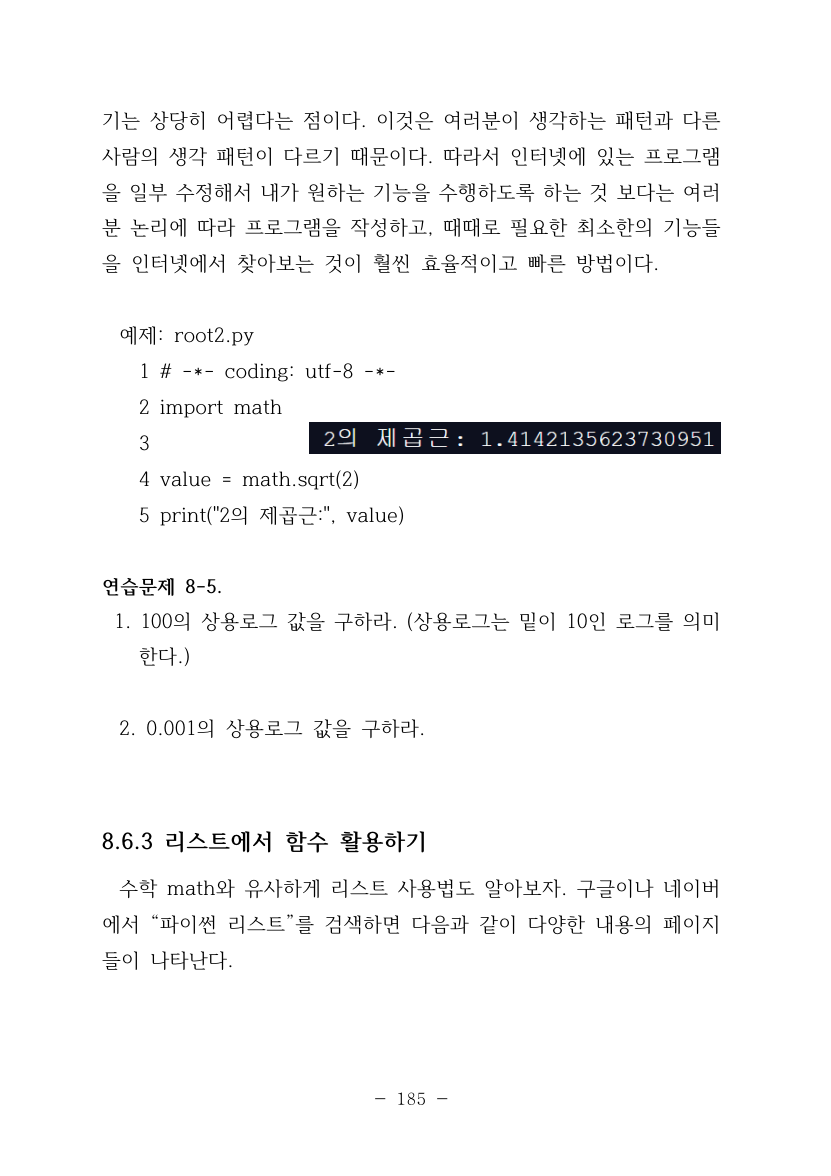 기는 상당히 어렵다는 점이다. 이것은 여러분이 생각하는 패턴과 다른
사람의 생각 패턴이 다르기 때문이다. 따라서 인터넷에 있는 프로그램
을 일부 수정해서 내가 원하는 기능을 수행하도록 하는 것 보다는 여러
분 논리에 따라 프로그램을 작성하고, 때때로 필요한 최소한의 기능들
을 인터넷에서 찾아보는 것이 훨씬 효율적이고 빠른 방법이다.
예제: root2.py
1 # -*- coding: utf-8 -*-
2 import math
3
2의 제곱근: 1.4142135623730951
4 value = math.sqrt(2)
5 print("2의 제곱근:", value)
연습문제 8-5.
1. 100의 상용로그 값을 구하라. (상용로그는 밑이 10인 로그를 의미
한다.)
2. 0.001의 상용로그 값을 구하라.
8.6.3 리스트에서 함수 활용하기
수학 math와 유사하게 리스트 사용법도 알아보자. 구글이나 네이버
에서 “파이썬 리스트”를 검색하면 다음과 같이 다양한 내용의 페이지
들이 나타난다.
- 185 -